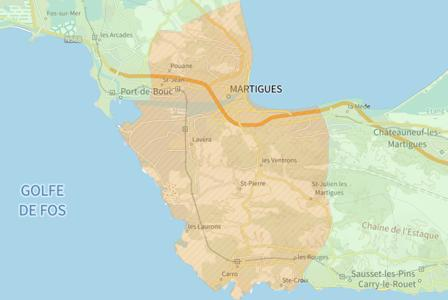 Fos-sur-Mer
les Arcades
Pouane
St-Jean
Port-de-Bouc
MARTIGUES
la Mède
Châteauneuf-les-
Martigues
Lavéra
les Ventrons
St-Pierre
St-Julien les
Martigues
GOLFE
DE FOS
les Laurons
Chaîne de l'Estaque
les Rouges
Carro
Ste-Croix
Sausset-les-Pins
Carry-le-Rouet